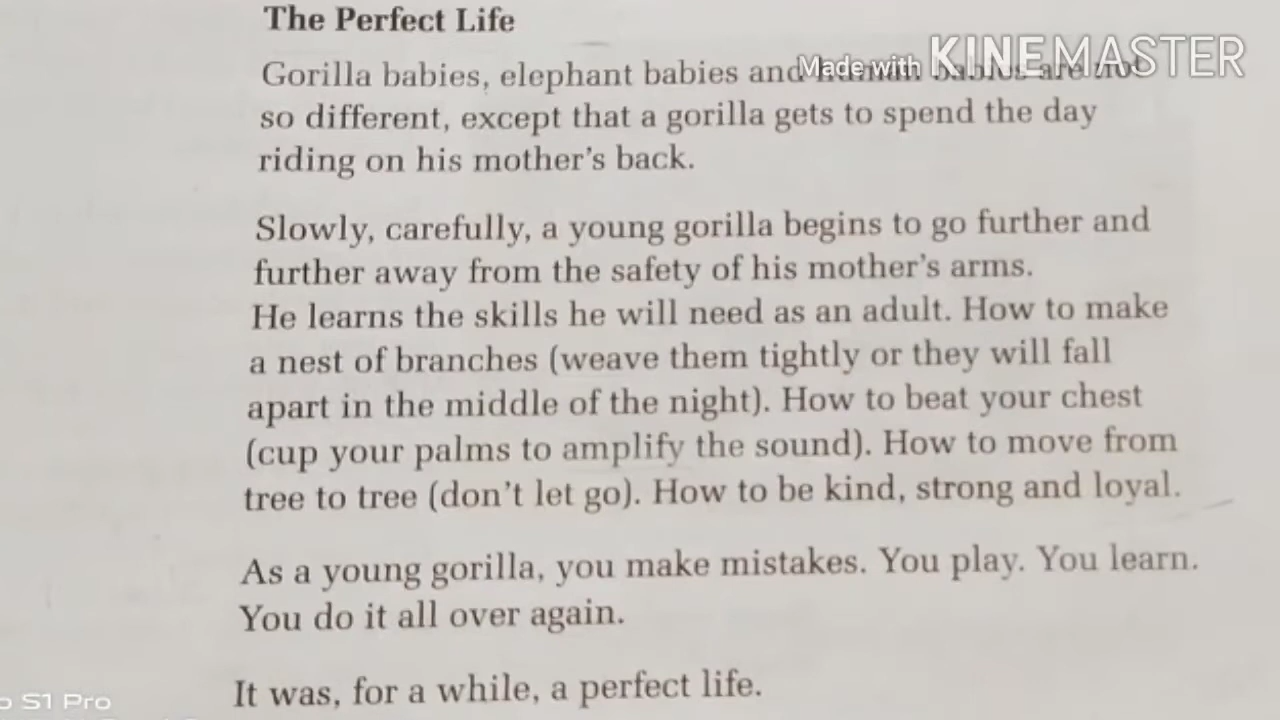 The Perfect Life
Made with KINEMASTER
Gorilla babies, elephant babies and human babies are not
so different, except that a gorilla gets to spend the day
riding on his mother's back.
Slowly, carefully, a young gorilla begins to go further and
further away from the safety of his mother's arms.
He learns the skills he will need as an adult. How to make
a nest of branches (weave them tightly or they will fall
apart in the middle of the night). How to beat your chest
(cup your palms to amplify the sound). How to move from
tree to tree (don't let go). How to be kind, strong and loyal.
As a young gorilla, you make mistakes. You play. You learn.
You do it all over again.
It was, for a while, a perfect life.
S1 Pro